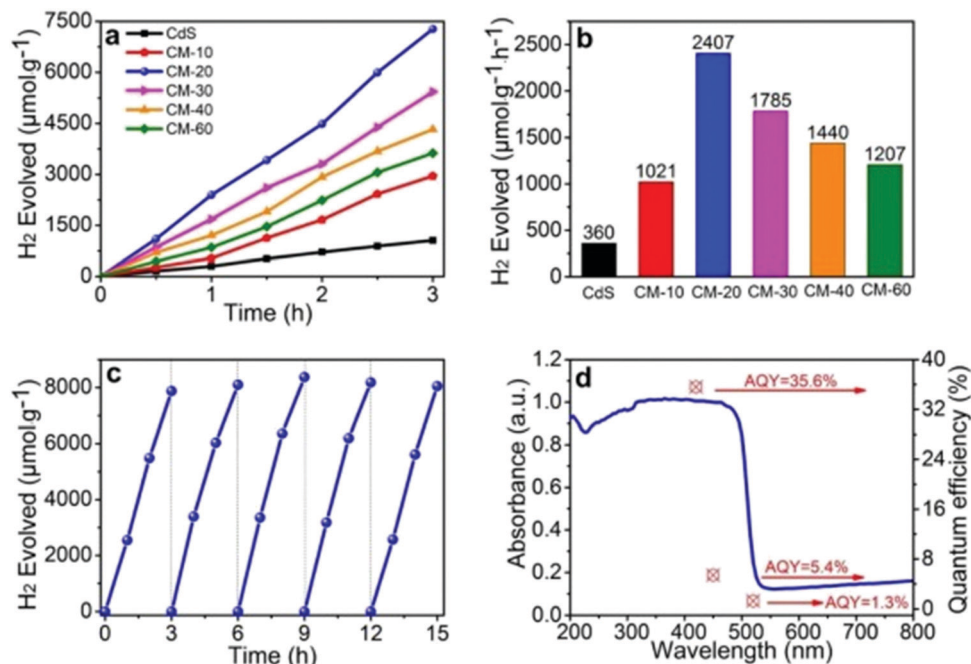 a
H2 Evolved (μmol.g-1)
7500
6000
4500
3000
1500
0
CdS
CM-10
CM-20
CM-30
CM-40
CM-60
0 1 2 3
Time (h)
b
H2 Evolved (μmol.g-1.h-1)
2500
2000
1500
1000
500
0
360
1021
2407
1785
1440
1207
CdS CM-10 CM-20 CM-30 CM-40 CM-60
c
H2 Evolved (μmol.g-1)
8000
6000
4000
2000
0
0 3 6 9 12 15
Time (h)
d
Absorbance (a.u.)
1.2
1.0
0.8
0.6
0.4
0.2
0.0
AQY=35.6%
AQY=5.4%
AQY=1.3%
40
32
24
16
8
0
Quantum efficiency (%)
200 300 400 500 600 700 800
Wavelength (nm)